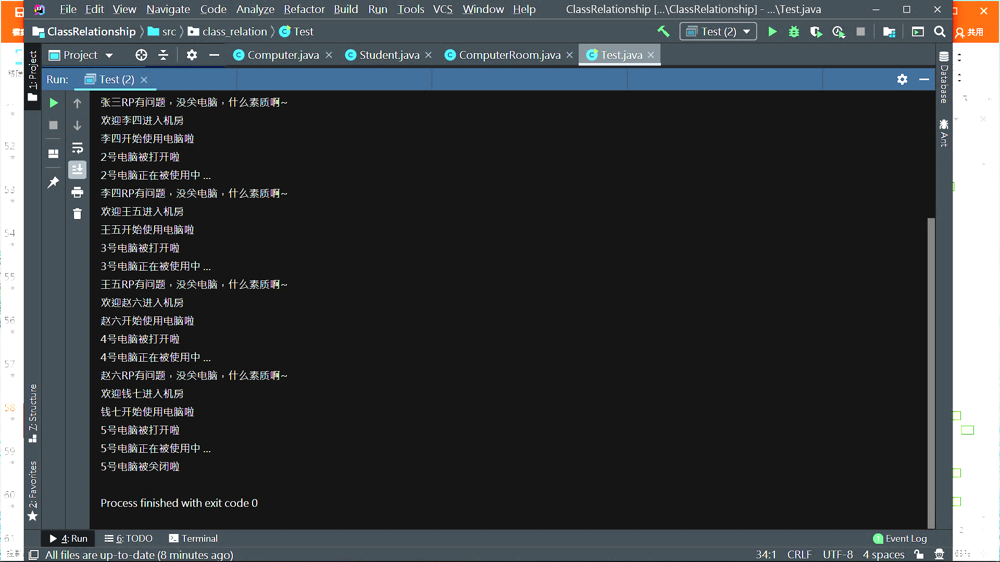 File Edit View Navigate Code Analyze Refactor Build Run Tools VCS Window Help ClassRelationship [...\ClassRelationship] - ...\Test.java
ClassRelationship src class_relation Test Test (2) 共用
Project Computer.java Student.java ComputerRoom.java Test.java
1: Project
Database
Ant
移除
Run: Test (2)
张三RP有问题，没关电脑，什么素质啊~
欢迎李四进入机房
李四开始使用电脑啦
2号电脑被打开啦
2号电脑正在被使用中 ...
李四RP有问题，没关电脑，什么素质啊~
欢迎王五进入机房
王五开始使用电脑啦
3号电脑被打开啦
3号电脑正在被使用中 ...
王五RP有问题，没关电脑，什么素质啊~
欢迎赵六进入机房
赵六开始使用电脑啦
4号电脑被打开啦
4号电脑正在被使用中 ...
赵六RP有问题，没关电脑，什么素质啊~
欢迎钱七进入机房
钱七开始使用电脑啦
5号电脑被打开啦
5号电脑正在被使用中 ...
5号电脑被关闭啦
Process finished with exit code 0
52
53
54
55
56
57
58
59
60
61
7: Structure
2: Favorites
4: Run 6: TODO Terminal 1 Event Log
All files are up-to-date (8 minutes ago) 34:1 CRLF UTF-8 4 spaces